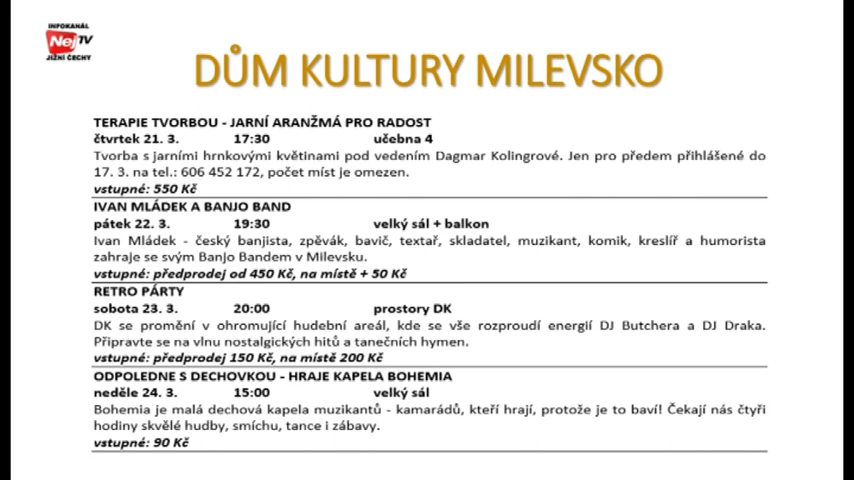 INFOKANÁL
Nej TV
JIŽNÍ ČECHY
DŮM KULTURY MILEVSKO
TERAPIE TVORBOU - JARNÍ ARANŽMÁ PRO RADOST
čtvrtek 21. 3. 17:30 učebna 4
Tvorba s jarními hrnkovými květinami pod vedením Dagmar Kolingrové. Jen pro předem přihlášené do
17. 3. na tel.: 606 452 172, počet míst je omezen.
vstupné: 550 Kč
IVAN MLÁDEK A BANJO BAND
pátek 22. 3. 19:30 velký sál + balkon
Ivan Mládek - český banjista, zpěvák, bavič, textař, skladatel, muzikant, komik, kreslíř a humorista
zahraje se svým Banjo Bandem v Milevsku.
vstupné: předprodej od 450 Kč, na místě + 50 Kč
RETRO PÁRTY
sobota 23. 3. 20:00 prostory DK
DK se promění v ohromující hudební areál, kde se vše rozproudí energií DJ Butchera a DJ Draka.
Připravte se na vlnu nostalgických hitů a tanečních hymen.
vstupné: předprodej 150 Kč, na místě 200 Kč
ODPOLEDNE S DECHOVKOU - HRAJE KAPELA BOHEMIA
neděle 24. 3. 15:00 velký sál
Bohemia je malá dechová kapela muzikantů - kamarádů, kteří hrají, protože je to baví! Čekají nás čtyři
hodiny skvělé hudby, smíchu, tance i zábavy.
vstupné: 90 Kč